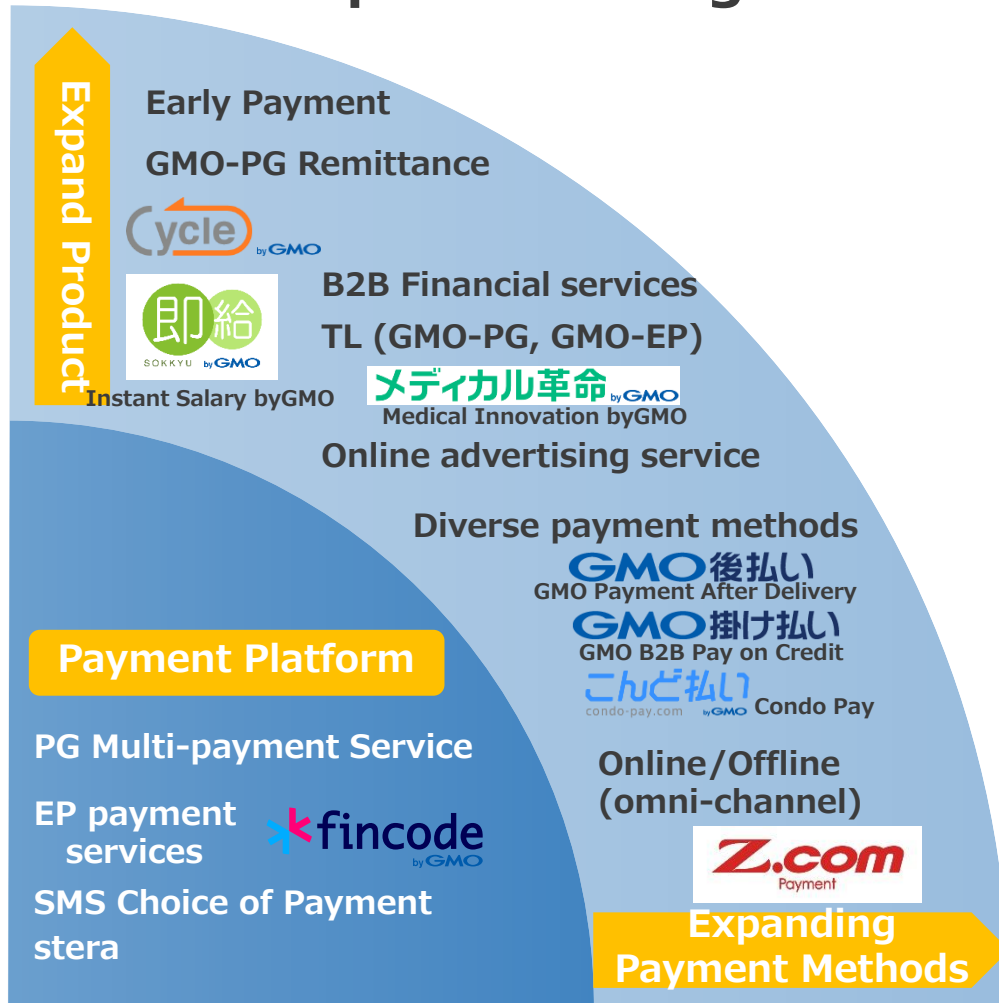 Expand Product
Early Payment
GMO-PG Remittance
Cycle byGMO
即給
SOKKYU byGMO
Instant Salary byGMO
B2B Financial services
TL (GMO-PG, GMO-EP)
メディカル革命 byGMO
Medical Innovation byGMO
Online advertising service
Diverse payment methods
GMO後払い
GMO Payment After Delivery
GMO掛け払い
GMO B2B Pay on Credit
こんど払い
condo-pay.com byGMO Condo Pay
Online/Offline
(omni-channel)
Z.com
Payment
Payment Platform
PG Multi-payment Service
EP payment
services
fincode
byGMO
SMS Choice of Payment
stera
Expanding
Payment Methods